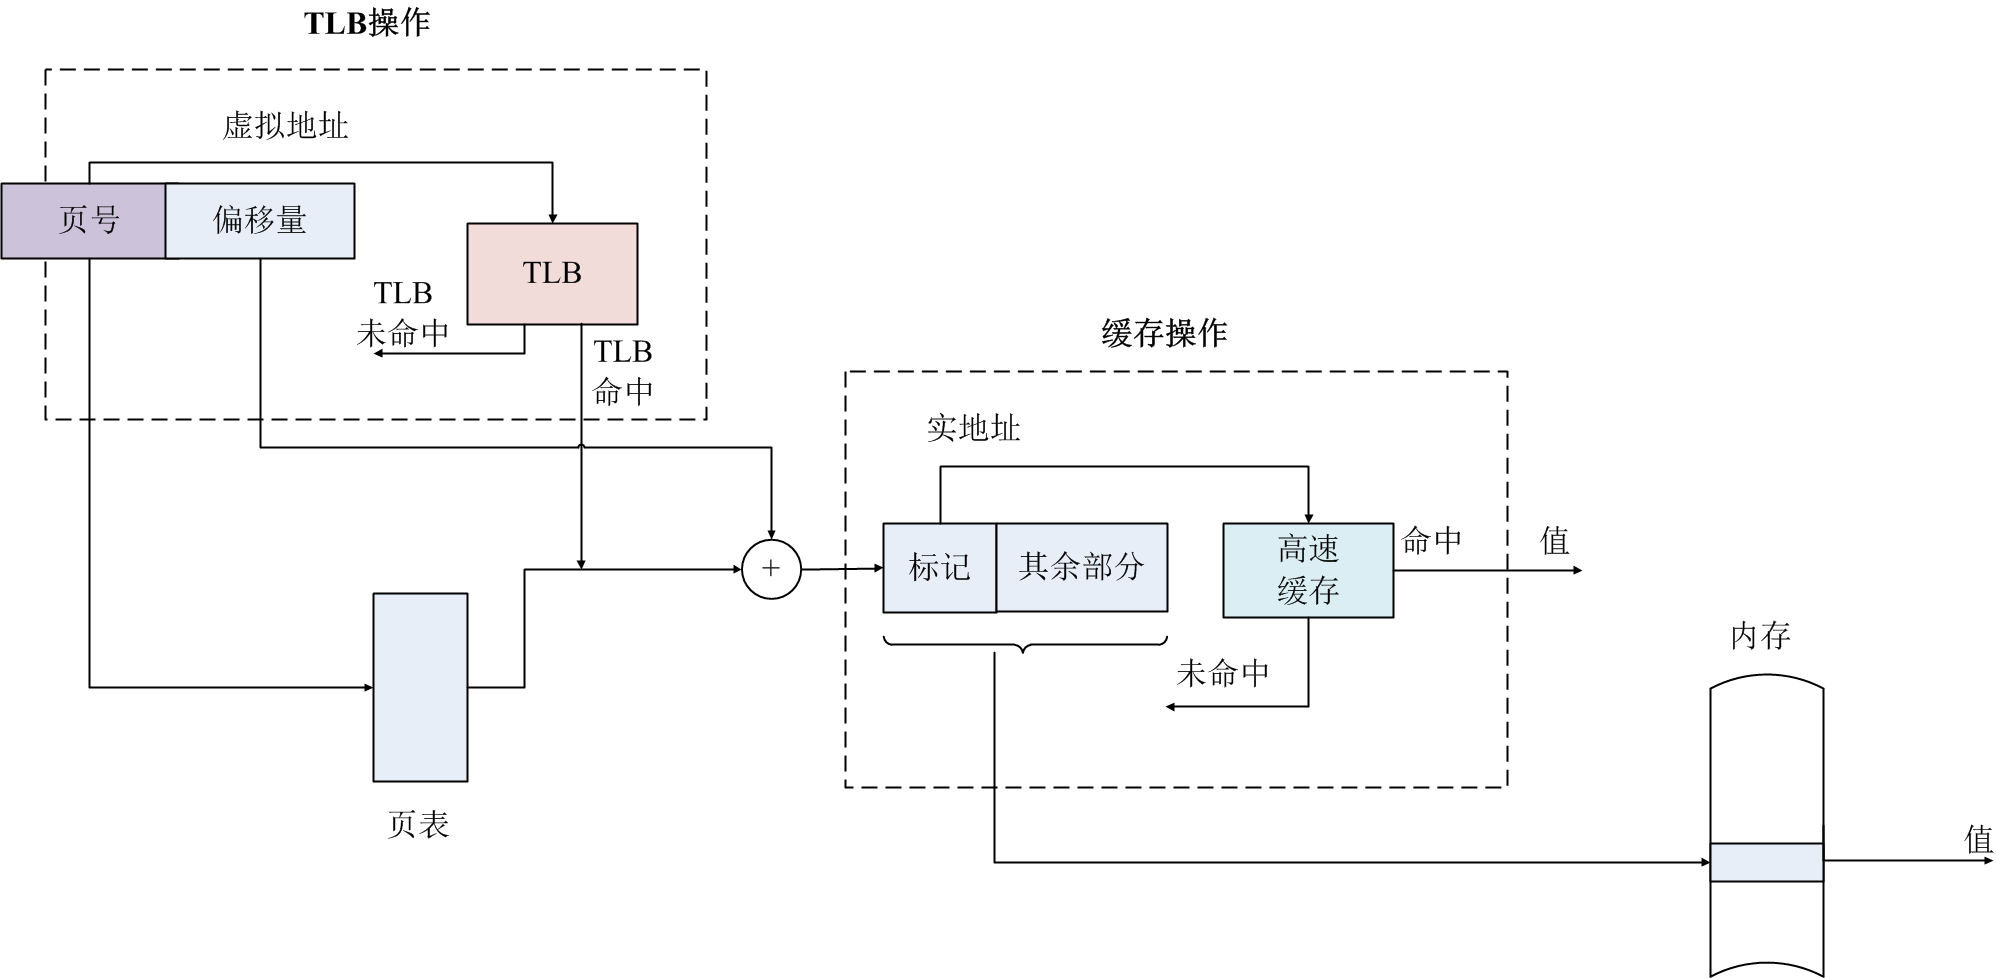 TLB操作
虚拟地址
页号
偏移量
TLB
TLB
未命中
TLB
命中
缓存操作
实地址
标记
其余部分
高速
缓存
命中
值
未命中
+
页表
内存
值